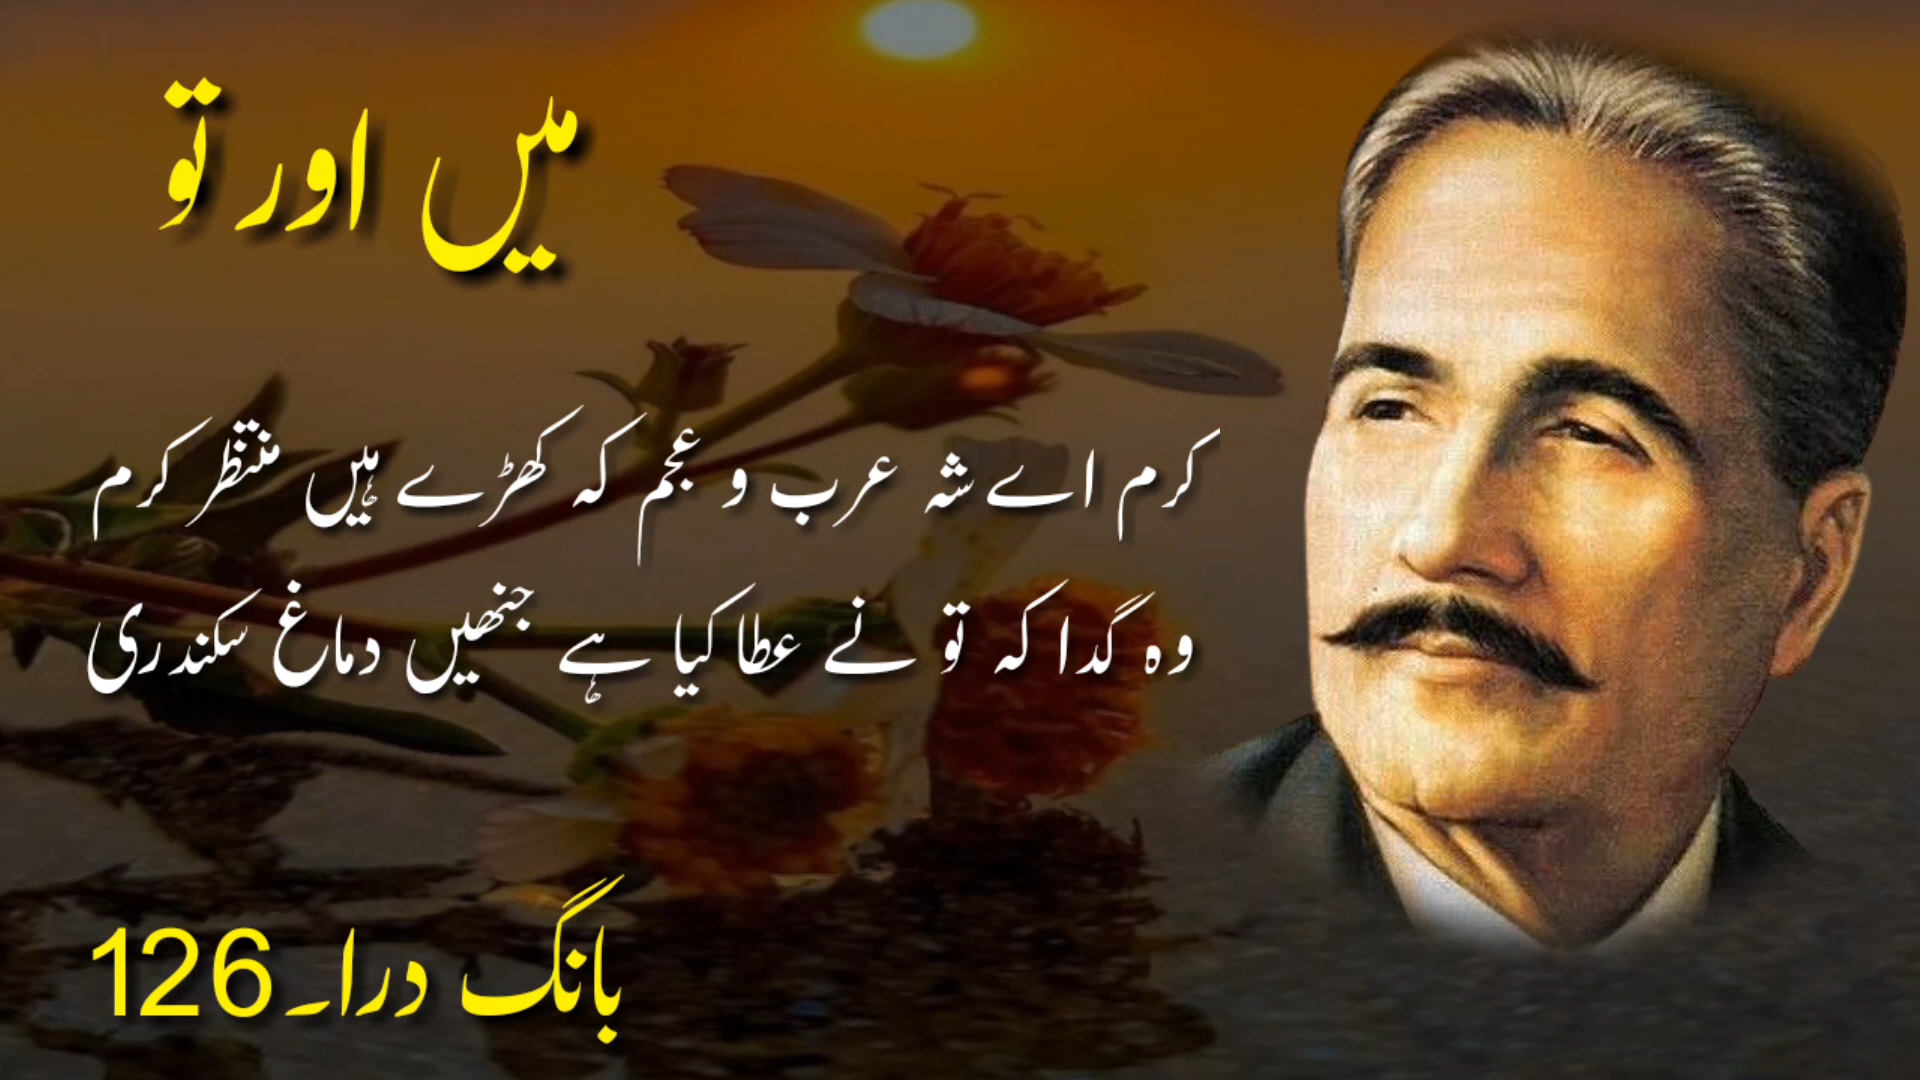 میں اور تو
کرم اے شہ عرب و عجم کہ کھڑے ہیں منتظر کرم
وہ گدا کہ تو نے عطا کیا ہے جنھیں دماغ سکندری
بانگ درا۔126